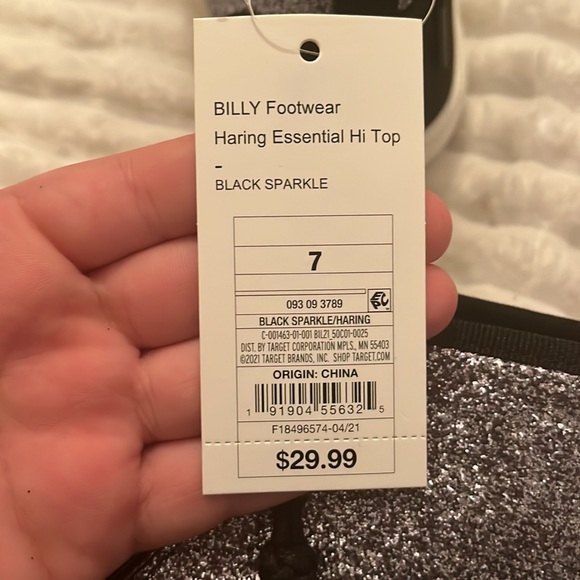 BILLY Footwear
Haring Essential Hi Top
-
BLACK SPARKLE
7
093 09 3789
BLACK SPARKLE/HARING
C-001463-01-001 BIL21_50C01-0025
DIST. BY TARGET CORPORATION MPLS., MN 55403
©2021 TARGET BRANDS, INC. SHOP TARGET.COM
ORIGIN: CHINA
1 91904 55632 5
F18496574-04/21
$29.99